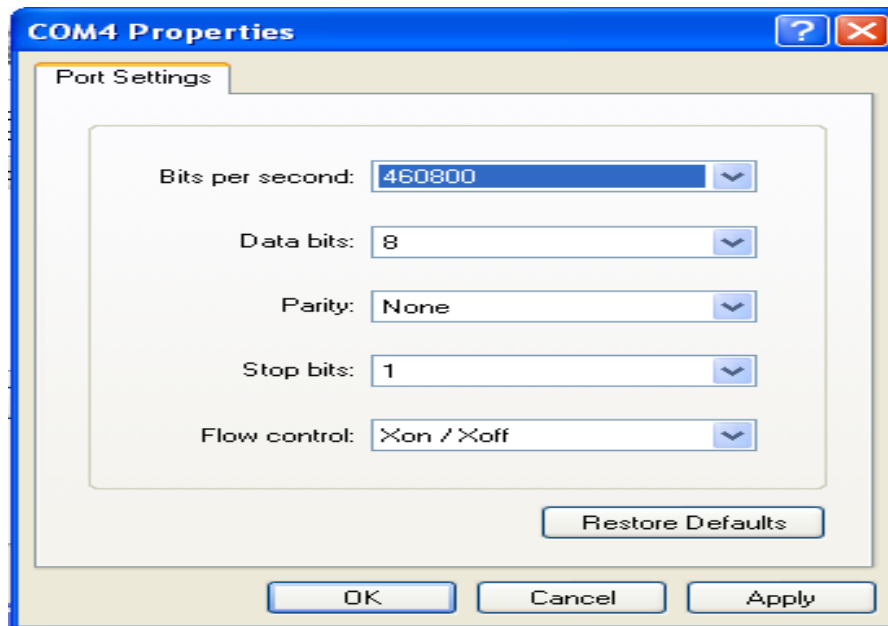 COM4 Properties
Port Settings
Bits per second: 460800
Data bits: 8
Parity: None
Stop bits: 1
Flow control: Xon / Xoff
Restore Defaults
OK Cancel Apply